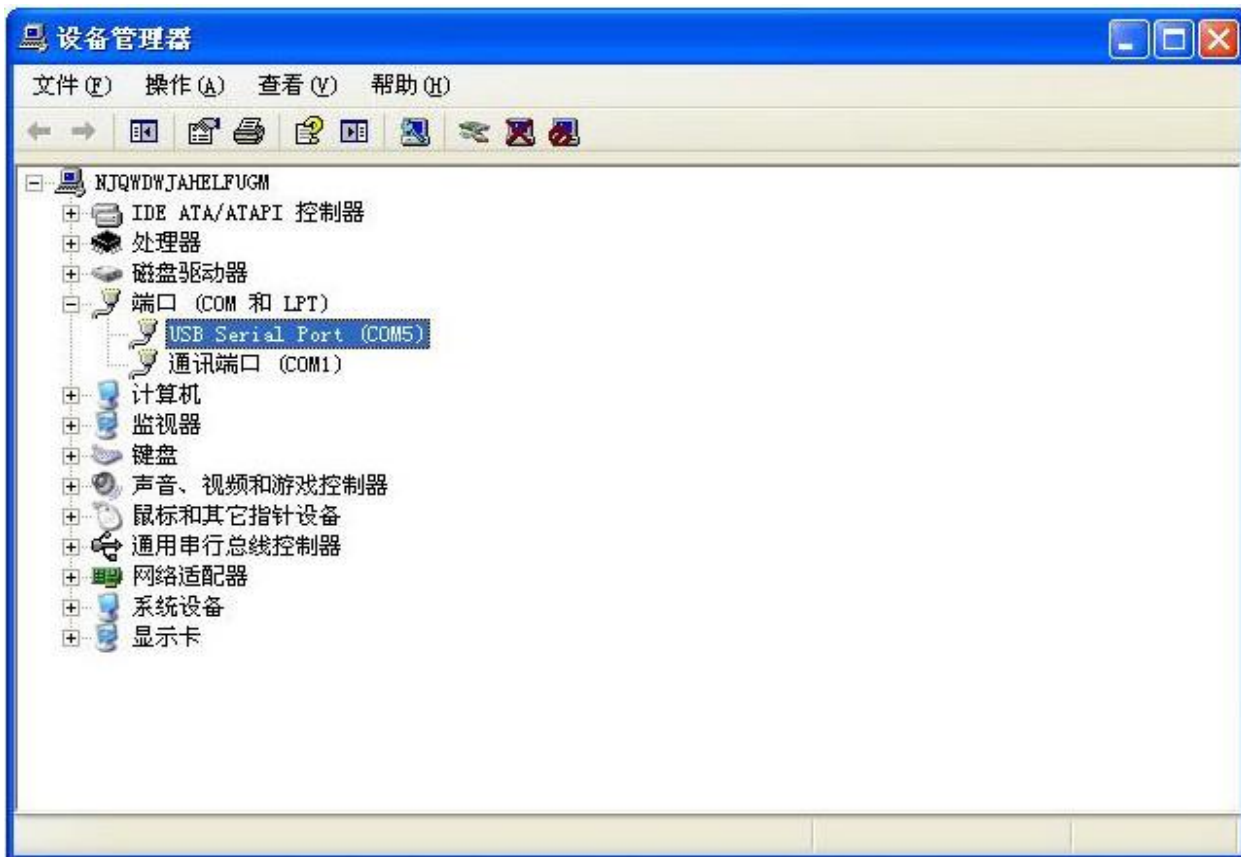 设备管理器
文件(F) 操作(A) 查看(V) 帮助(H)
NJQWDWJAHELFUGM
IDE ATA/ATAPI 控制器
处理器
磁盘驱动器
端口 (COM 和 LPT)
USB Serial Port (COM5)
通讯端口 (COM1)
计算机
监视器
键盘
声音、视频和游戏控制器
鼠标和其它指针设备
通用串行总线控制器
网络适配器
系统设备
显示卡